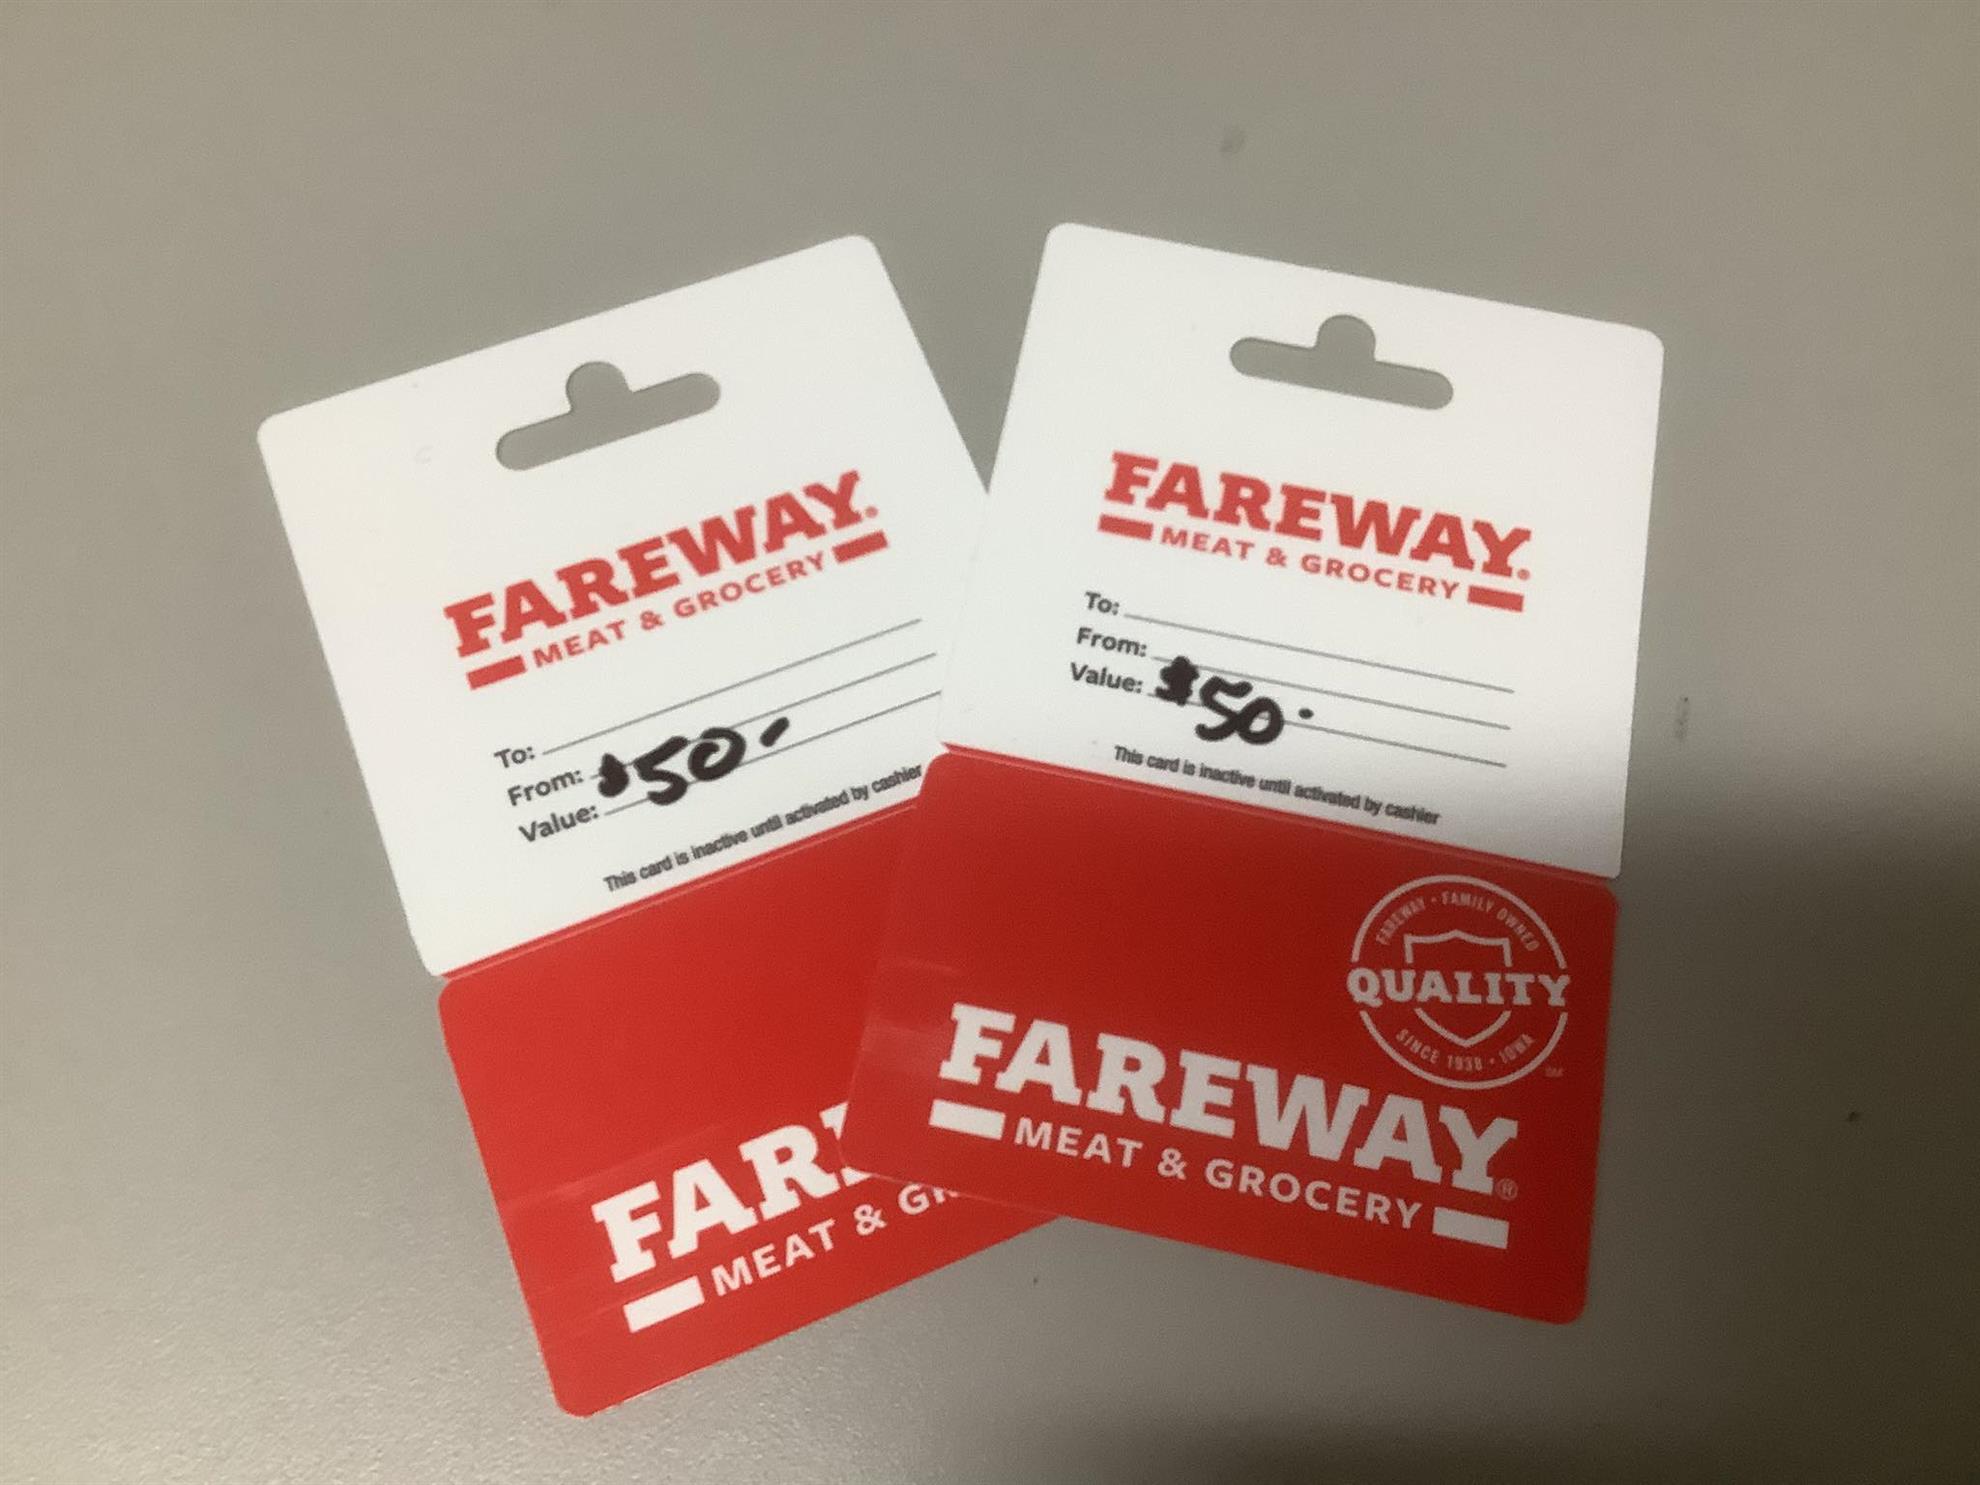 FAREWAY.
MEAT & GROCERY
To:
From:
Value: $50.-
This card is inactive until activated by cashier
MEAT & GR
FAREWAY.
MEAT & GROCERY
To:
From:
Value: $50.
This card is inactive until activated by cashier
FAREWAY • FAMILY OWNED
QUALITY
SINCE 1938 • IOWA
SM
FAREWAY®
MEAT & GROCERY